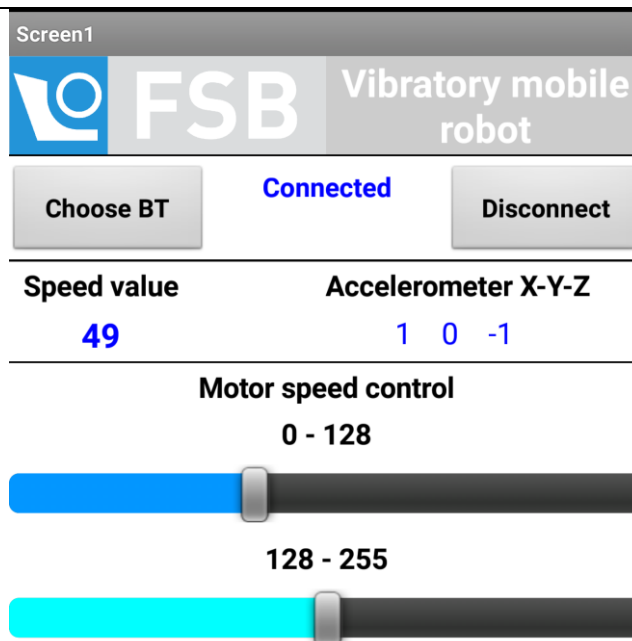 Screen1
FSB
Vibratory mobile
robot
Choose BT
Connected
Disconnect
Speed value
Accelerometer X-Y-Z
49
1 0 -1
Motor speed control
0 - 128
128 - 255